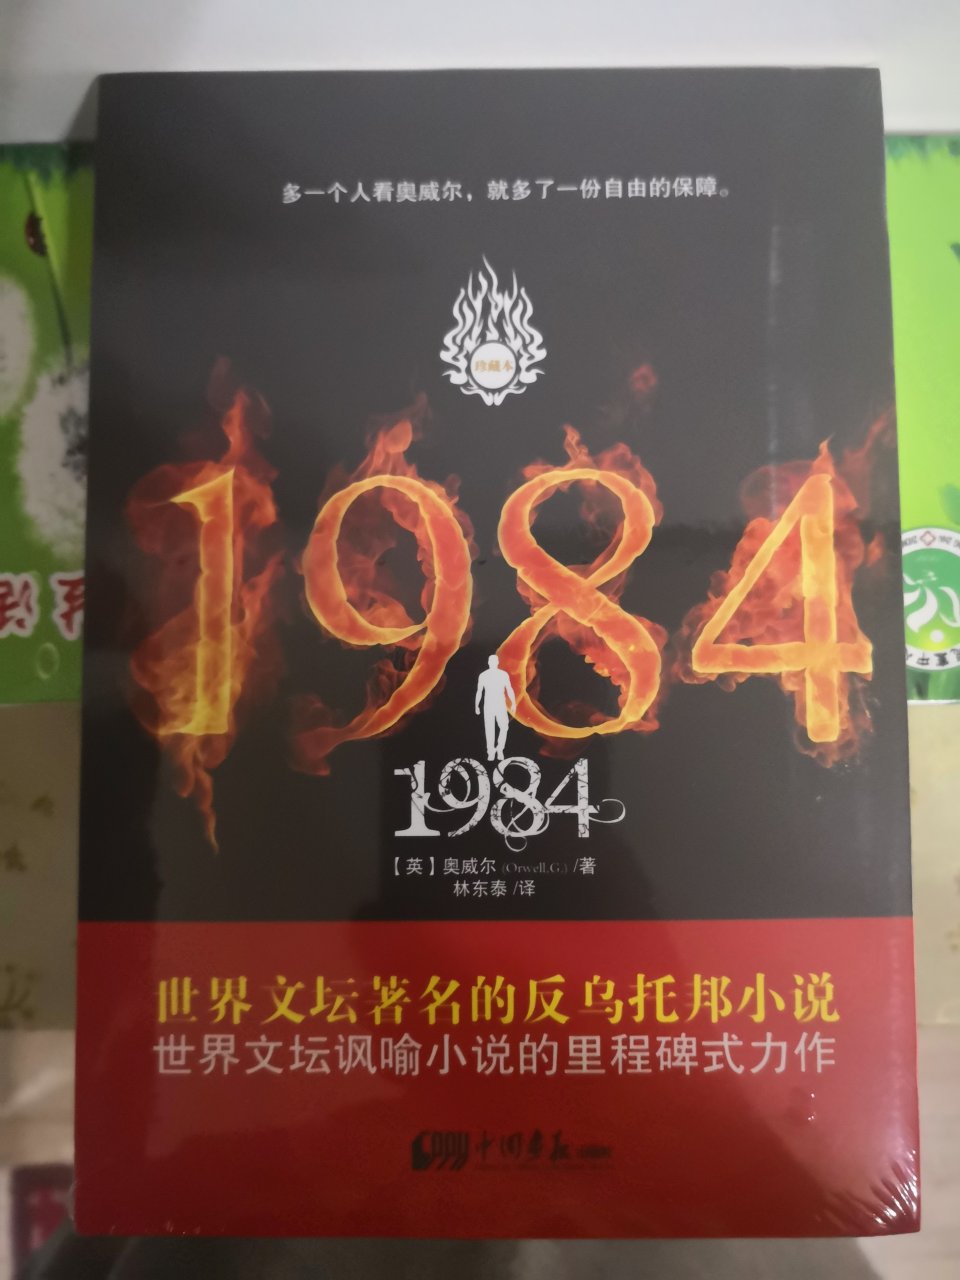 多一个人看奥威尔，就多了一份自由的保障。
珍藏本
1984
1984
【英】奥威尔 (Orwell,G.) /著
林东泰 /译
世界文坛著名的反乌托邦小说
世界文坛讽喻小说的里程碑式力作
中国画报